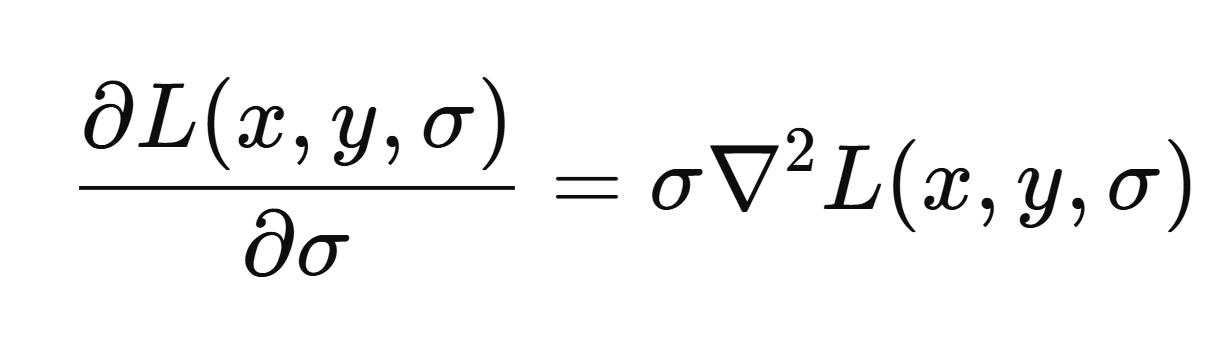 ∂L(x, y, σ)/∂σ = σ∇²L(x, y, σ)